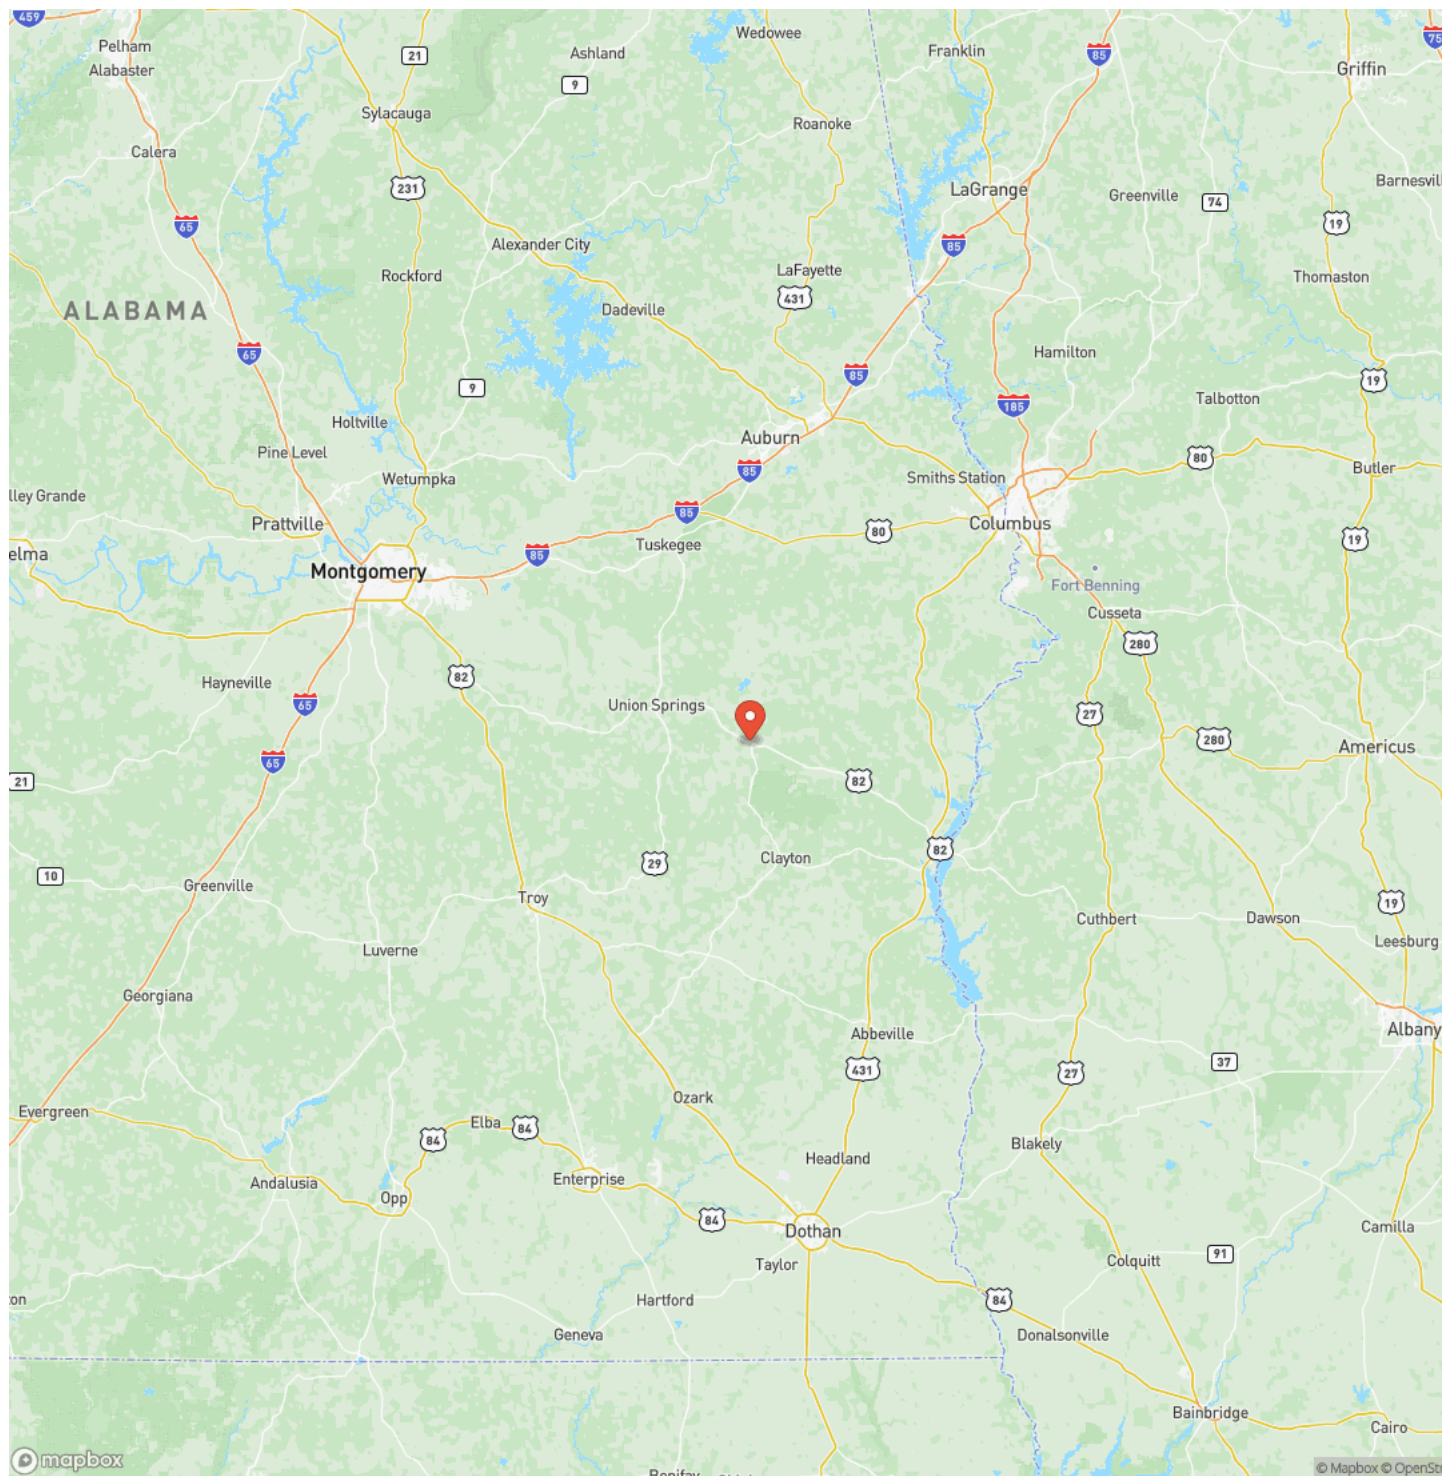 459
Pelham
Alabaster
21
Ashland
Wedowee
Franklin
85
75
Griffin
9
Sylacauga
Roanoke
Calera
231
LaGrange
Greenville
74
Barnesvil
65
19
Alexander City
85
Rockford
LaFayette
Thomaston
431
ALABAMA
Dadeville
65
Hamilton
85
9
19
185
Talbotton
Holtville
Auburn
Pine Level
80
85
Butler
Wetumpka
Smiths Station
lley Grande
85
Prattville
Columbus
80
19
Tuskegee
elma
85
Montgomery
Fort Benning
Cusseta
280
82
Hayneville
65
Union Springs
27
280
Americus
65
21
82
82
29
Clayton
10
Greenville
Troy
19
Cuthbert
Dawson
Leesburg
Luverne
Georgiana
Albany
Abbeville
37
431
27
Ozark
Evergreen
Elba
84
84
Blakely
Headland
Enterprise
Andalusia
Opp
84
Dothan
Camilla
91
Taylor
Colquitt
ton
Hartford
84
Geneva
Donalsonville
Bainbridge
Cairo
mapbox
© Mapbox © OpenStr
Bonifay